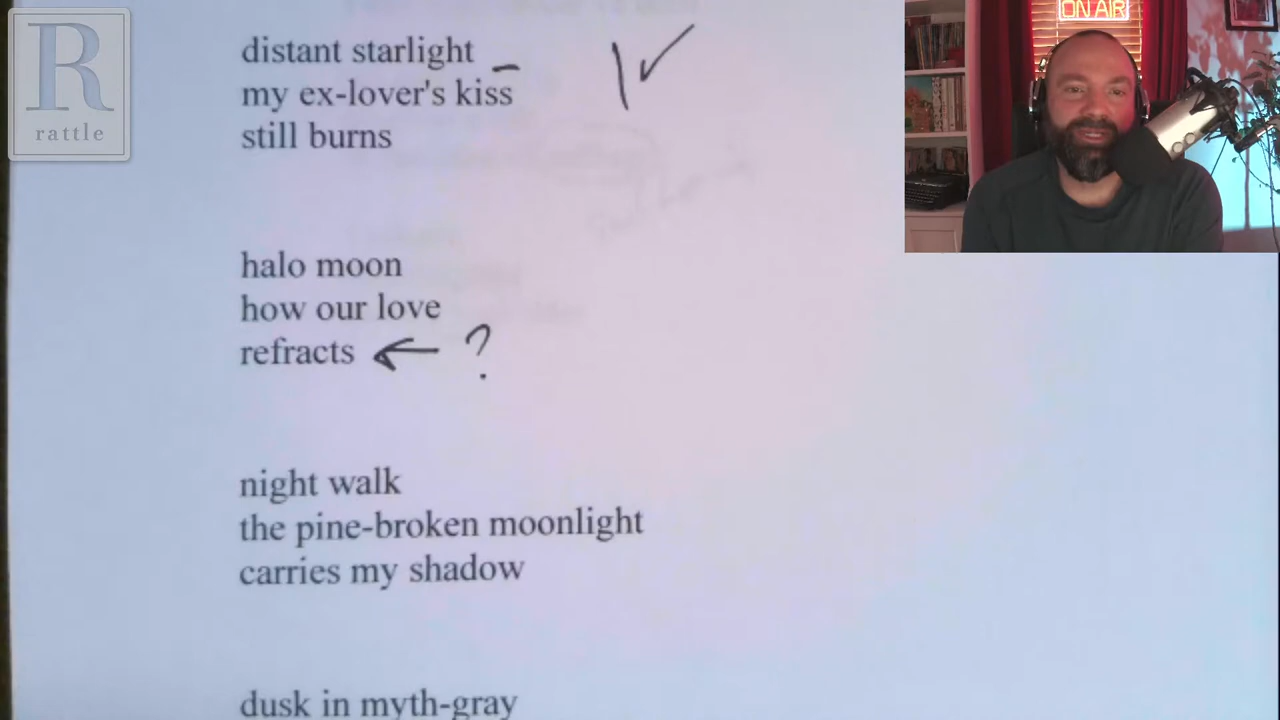 R
rattle
ON AIR
distant starlight
my ex-lover's kiss
still burns
halo moon
how our love
refracts ← ?
night walk
the pine-broken moonlight
carries my shadow
dusk in myth-gray